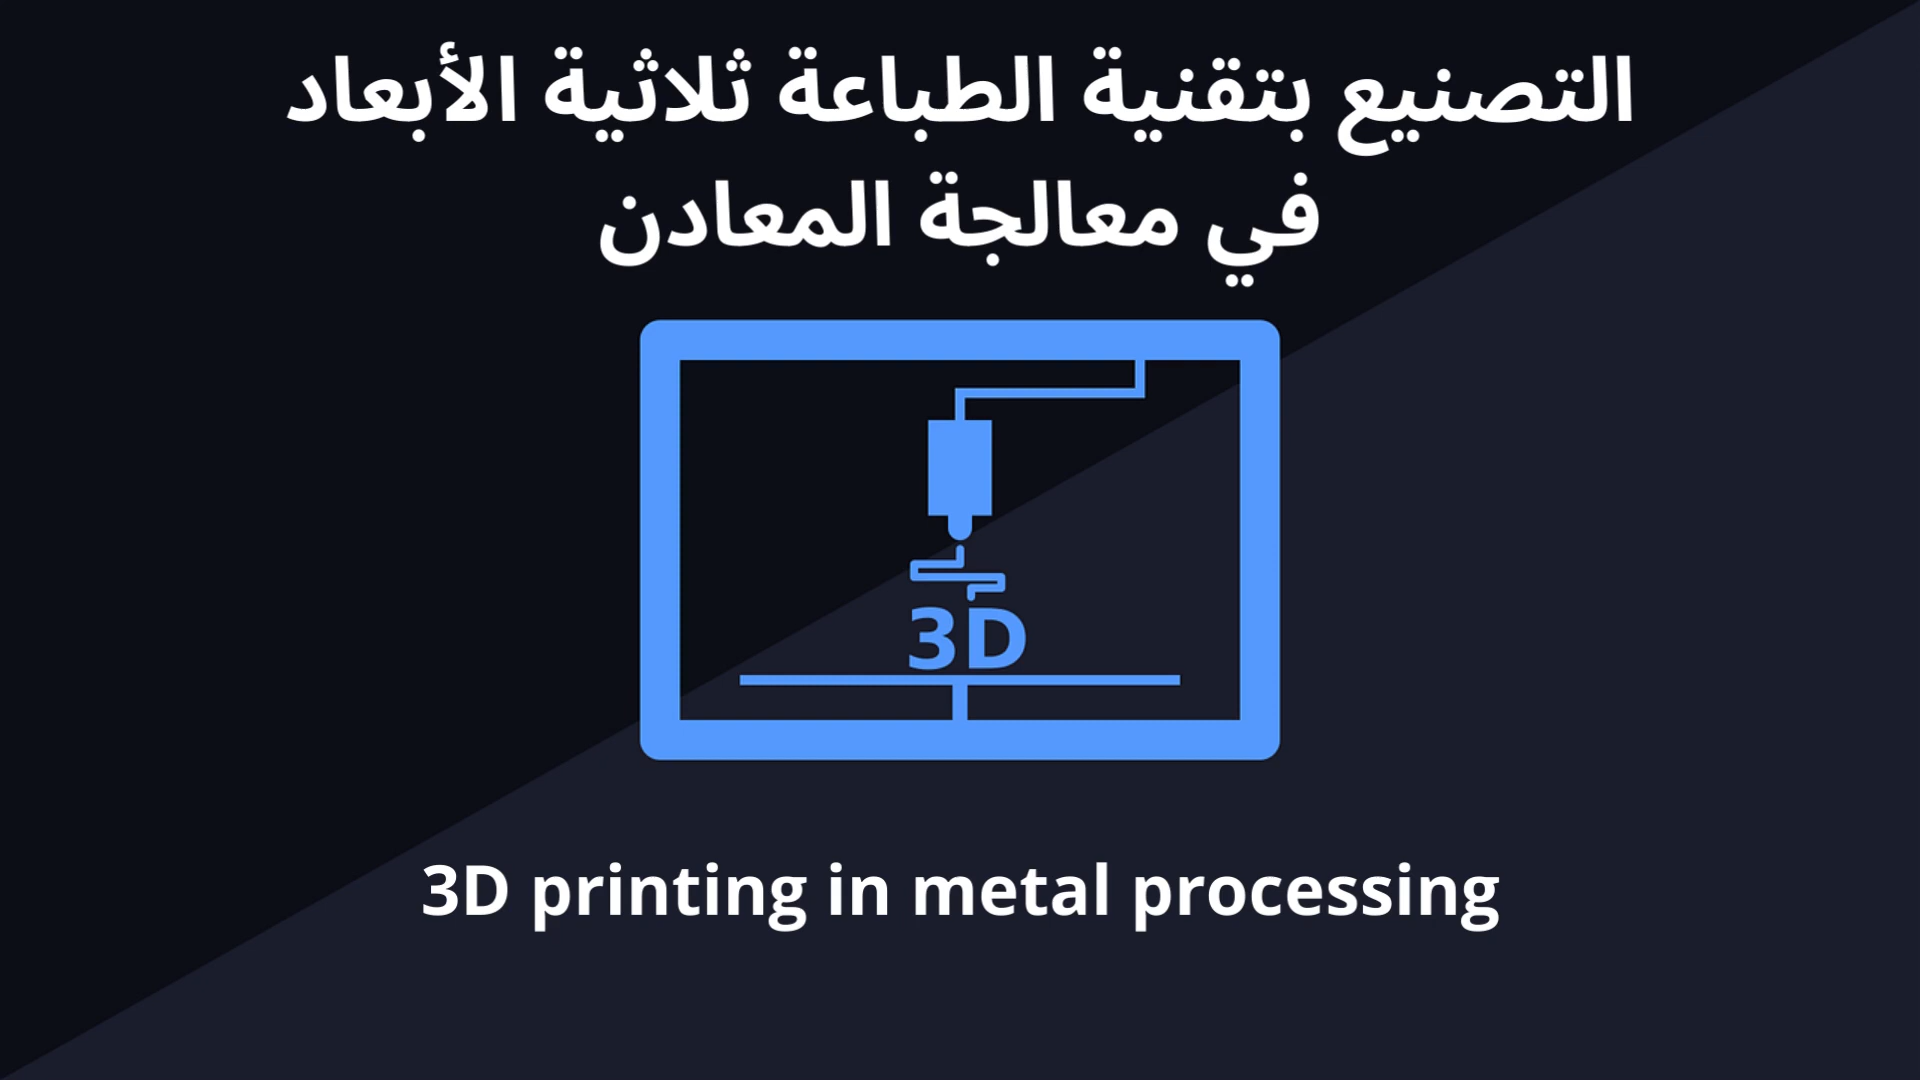 التصنيع بتقنية الطباعة ثلاثية الأبعاد
في معالجة المعادن
3D
3D printing in metal processing